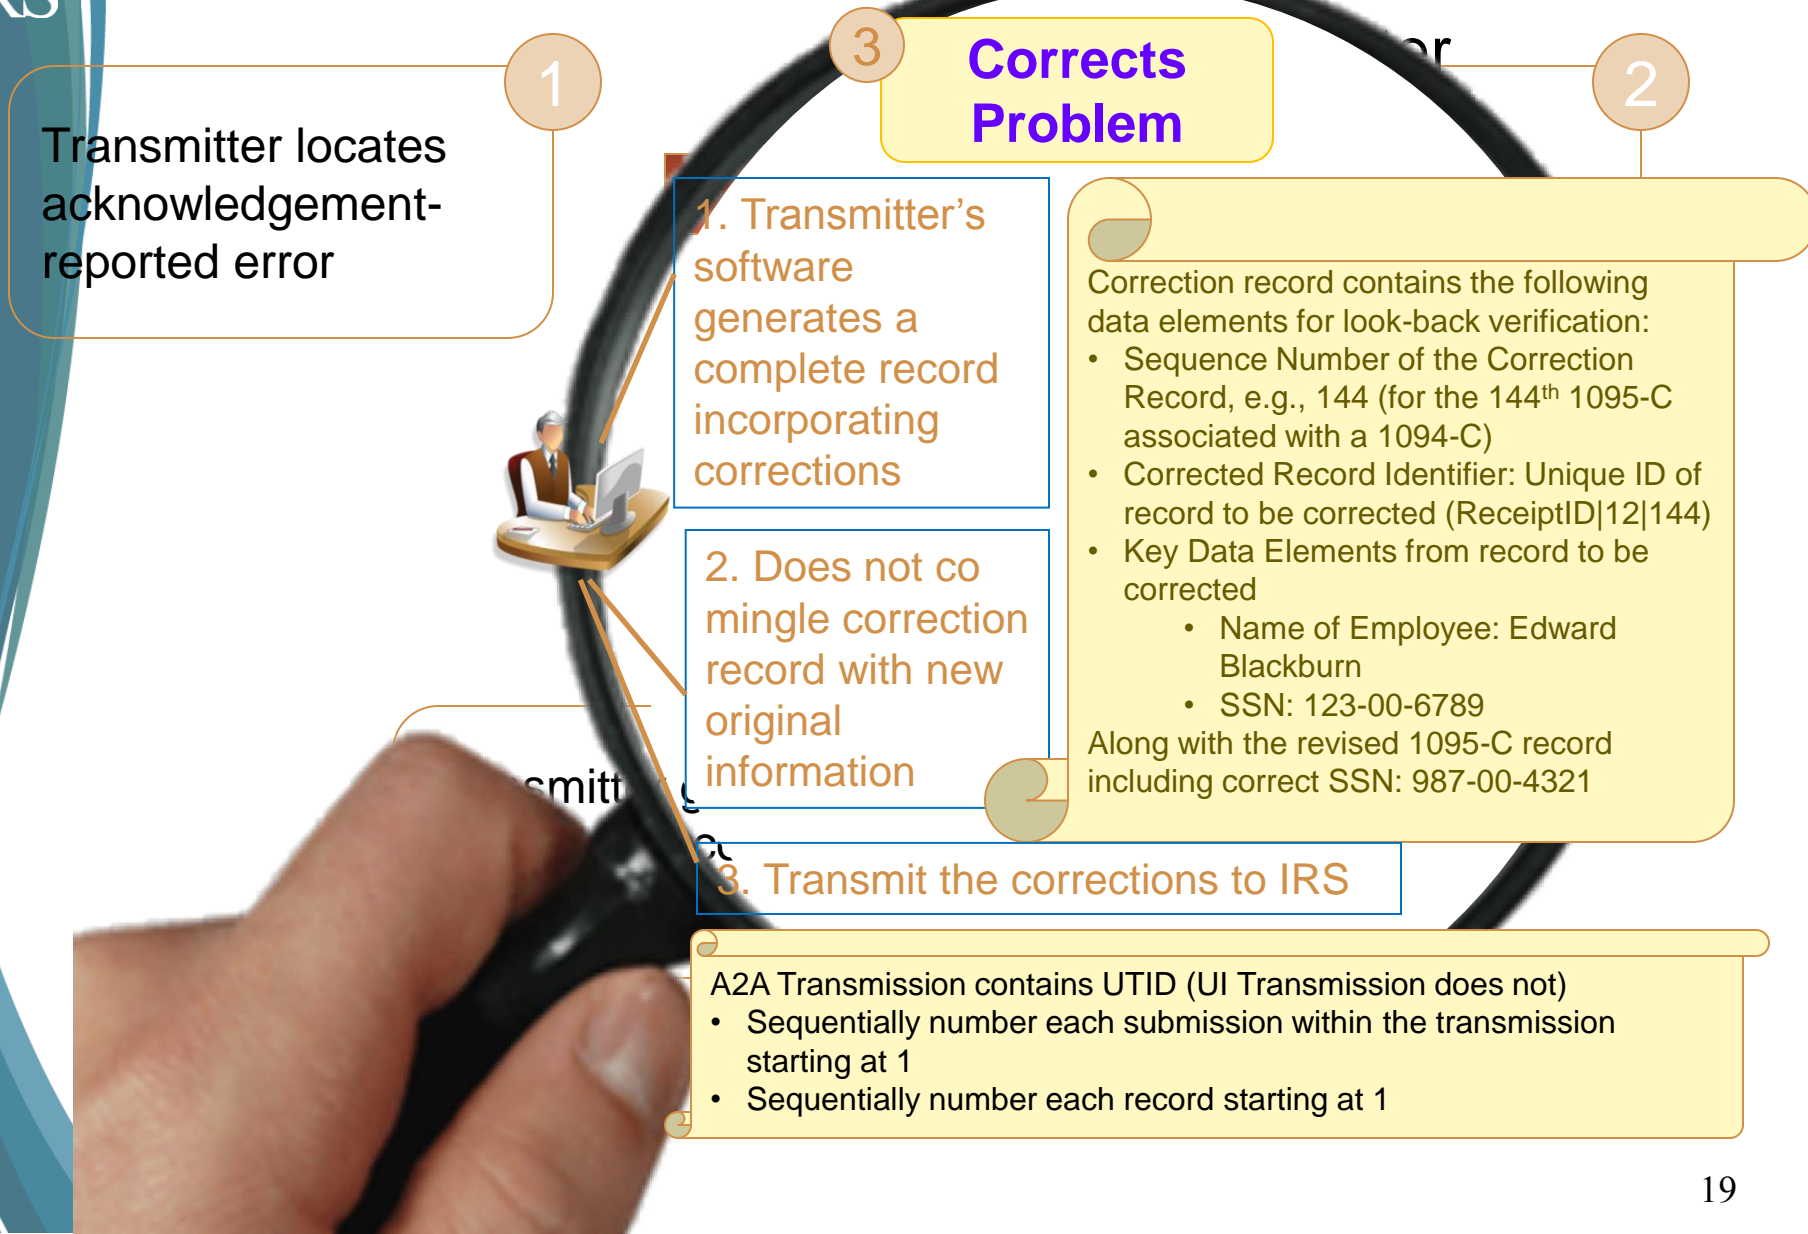 1
Transmitter locates
acknowledgement-
reported error
2
3
Corrects
Problem
1. Transmitter’s
software
generates a
complete record
incorporating
corrections
2. Does not co
mingle correction
record with new
original
information
3. Transmit the corrections to IRS
Correction record contains the following
data elements for look-back verification:
• Sequence Number of the Correction
Record, e.g., 144 (for the 144th 1095-C
associated with a 1094-C)
• Corrected Record Identifier: Unique ID of
record to be corrected (ReceiptID|12|144)
• Key Data Elements from record to be
corrected
• Name of Employee: Edward
Blackburn
• SSN: 123-00-6789
Along with the revised 1095-C record
including correct SSN: 987-00-4321
A2A Transmission contains UTID (UI Transmission does not)
• Sequentially number each submission within the transmission
starting at 1
• Sequentially number each record starting at 1
19